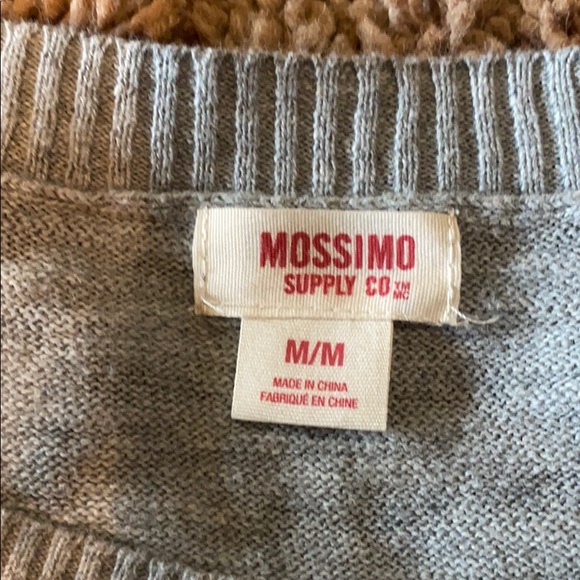 MOSSIMO
SUPPLY CO TM MC
M/M
MADE IN CHINA
FABRIQUÉ EN CHINE